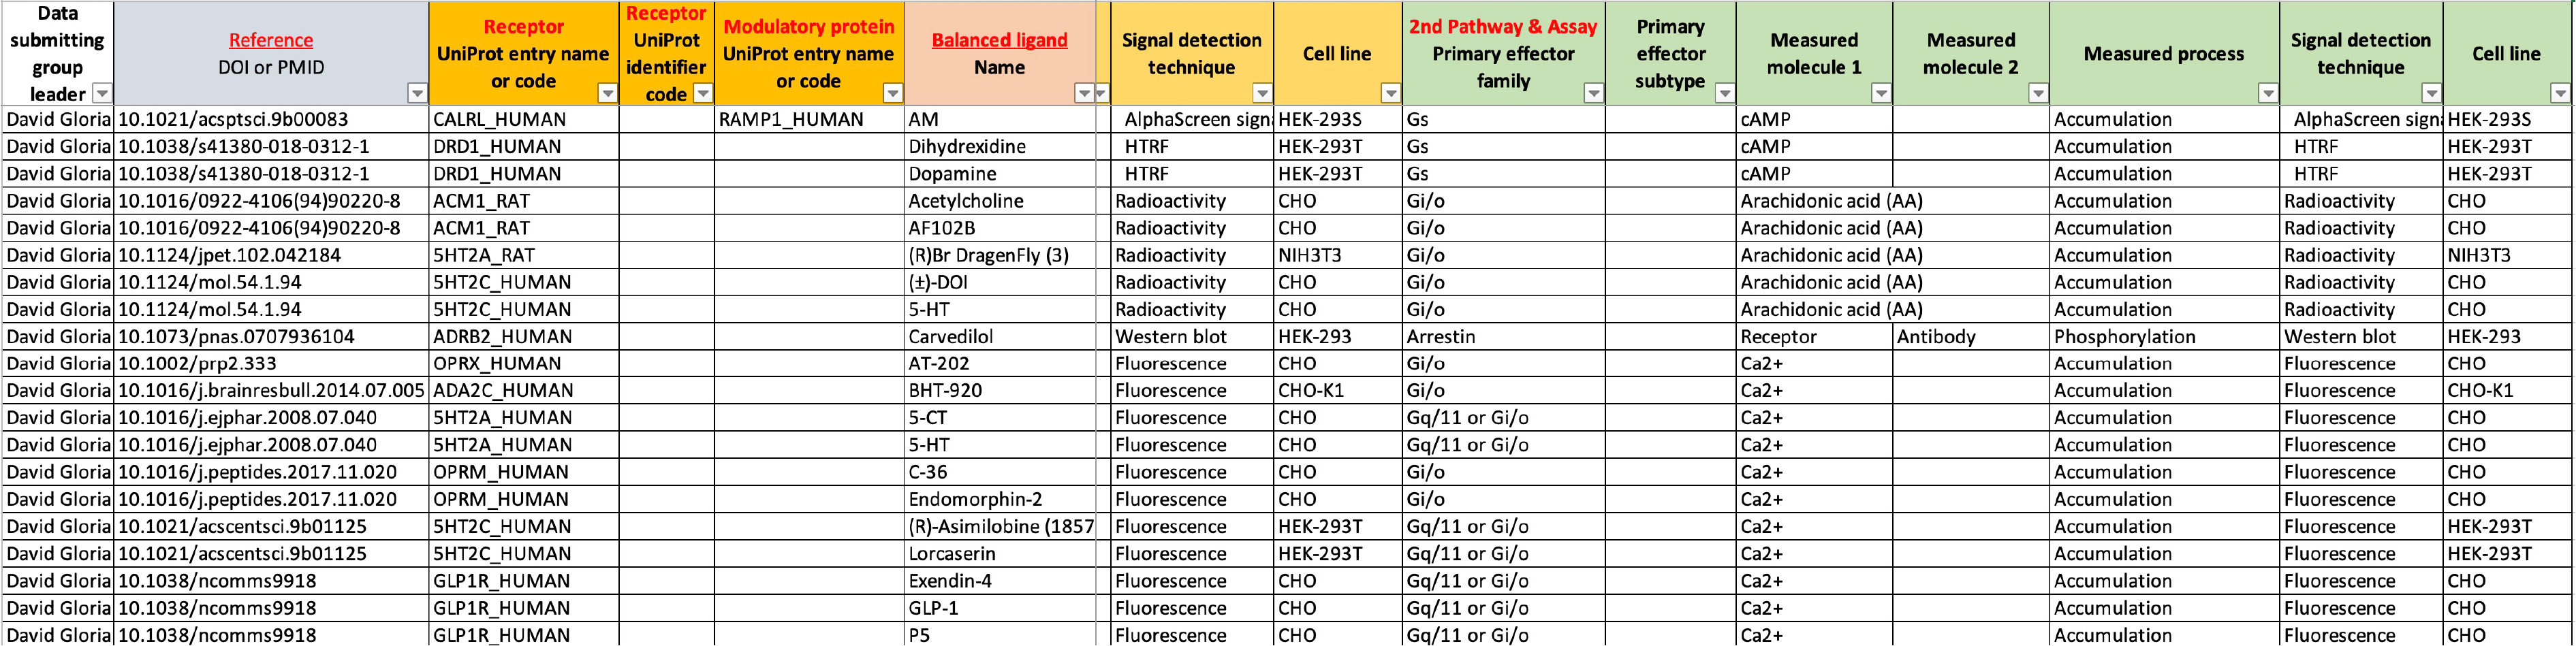 Data submitting group leader | Reference DOI or PMID | Receptor UniProt entry name or code | Receptor UniProt identifier code | Modulatory protein UniProt entry name or code | Balanced ligand Name | Signal detection technique | Cell line | 2nd Pathway & Assay Primary effector family | Primary effector subtype | Measured molecule 1 | Measured molecule 2 | Measured process | Signal detection technique | Cell line
David Gloria 10.1021/acsptsci.9b00083 CALRL_HUMAN RAMP1_HUMAN AM AlphaScreen sign HEK-293S Gs cAMP Accumulation AlphaScreen sign HEK-293S
David Gloria 10.1038/s41380-018-0312-1 DRD1_HUMAN Dihydrexidine HTRF HEK-293T Gs cAMP Accumulation HTRF HEK-293T
David Gloria 10.1038/s41380-018-0312-1 DRD1_HUMAN Dopamine HTRF HEK-293T Gs cAMP Accumulation HTRF HEK-293T
David Gloria 10.1016/0922-4106(94)90220-8 ACM1_RAT Acetylcholine Radioactivity CHO Gi/o Arachidonic acid (AA) Accumulation Radioactivity CHO
David Gloria 10.1016/0922-4106(94)90220-8 ACM1_RAT AF102B Radioactivity CHO Gi/o Arachidonic acid (AA) Accumulation Radioactivity CHO
David Gloria 10.1124/jpet.102.042184 5HT2A_RAT (R)Br DragenFly (3) Radioactivity NIH3T3 Gi/o Arachidonic acid (AA) Accumulation Radioactivity NIH3T3
David Gloria 10.1124/mol.54.1.94 5HT2C_HUMAN (±)-DOI Radioactivity CHO Gi/o Arachidonic acid (AA) Accumulation Radioactivity CHO
David Gloria 10.1124/mol.54.1.94 5HT2C_HUMAN 5-HT Radioactivity CHO Gi/o Arachidonic acid (AA) Accumulation Radioactivity CHO
David Gloria 10.1073/pnas.0707936104 ADRB2_HUMAN Carvedilol Western blot HEK-293 Arrestin Receptor Antibody Phosphorylation Western blot HEK-293
David Gloria 10.1002/prp2.333 OPRX_HUMAN AT-202 Fluorescence CHO Gi/o Ca2+ Accumulation Fluorescence CHO
David Gloria 10.1016/j.brainresbull.2014.07.005 ADA2C_HUMAN BHT-920 Fluorescence CHO-K1 Gi/o Ca2+ Accumulation Fluorescence CHO-K1
David Gloria 10.1016/j.ejphar.2008.07.040 5HT2A_HUMAN 5-CT Fluorescence CHO Gq/11 or Gi/o Ca2+ Accumulation Fluorescence CHO
David Gloria 10.1016/j.ejphar.2008.07.040 5HT2A_HUMAN 5-HT Fluorescence CHO Gq/11 or Gi/o Ca2+ Accumulation Fluorescence CHO
David Gloria 10.1016/j.peptides.2017.11.020 OPRM_HUMAN C-36 Fluorescence CHO Gi/o Ca2+ Accumulation Fluorescence CHO
David Gloria 10.1016/j.peptides.2017.11.020 OPRM_HUMAN Endomorphin-2 Fluorescence CHO Gi/o Ca2+ Accumulation Fluorescence CHO
David Gloria 10.1021/acscentsci.9b01125 5HT2C_HUMAN (R)-Asimilobine (1857 Fluorescence HEK-293T Gq/11 or Gi/o Ca2+ Accumulation Fluorescence HEK-293T
David Gloria 10.1021/acscentsci.9b01125 5HT2C_HUMAN Lorcaserin Fluorescence HEK-293T Gq/11 or Gi/o Ca2+ Accumulation Fluorescence HEK-293T
David Gloria 10.1038/ncomms9918 GLP1R_HUMAN Exendin-4 Fluorescence CHO Gq/11 or Gi/o Ca2+ Accumulation Fluorescence CHO
David Gloria 10.1038/ncomms9918 GLP1R_HUMAN GLP-1 Fluorescence CHO Gq/11 or Gi/o Ca2+ Accumulation Fluorescence CHO
David Gloria 10.1038/ncomms9918 GLP1R_HUMAN P5 Fluorescence CHO Gq/11 or Gi/o Ca2+ Accumulation Fluorescence CHO